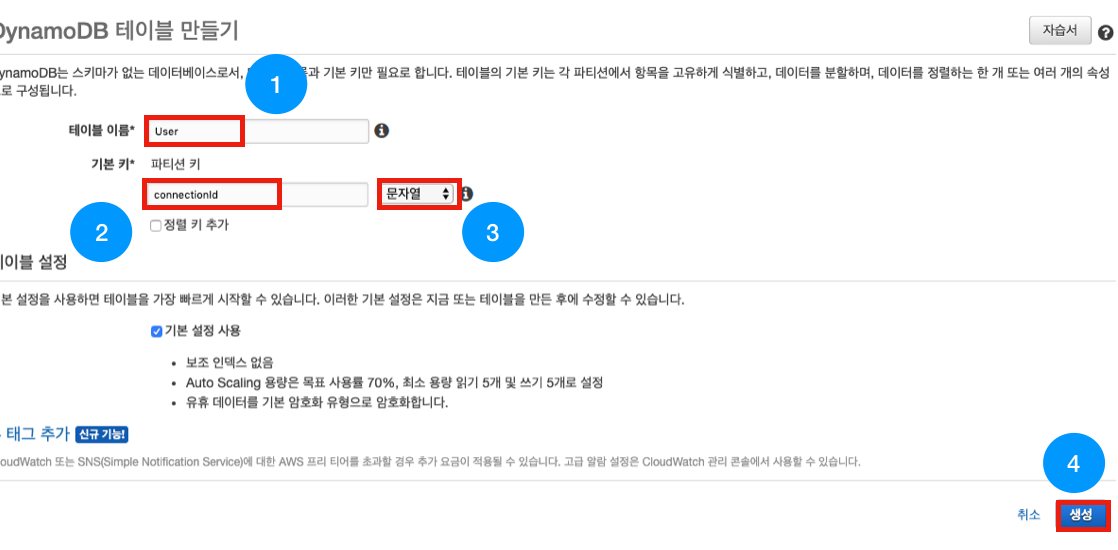 DynamoDB 테이블 만들기
자습서
?
ynamoDB는 스키마가 없는 데이터베이스로서, 과 기본 키만 필요로 합니다. 테이블의 기본 키는 각 파티션에서 항목을 고유하게 식별하고, 데이터를 분할하며, 데이터를 정렬하는 한 개 또는 여러 개의 속성
로 구성됩니다.
1
테이블 이름* User
기본 키* 파티션 키
connectionId 문자열
2
3
정렬 키 추가
이블 설정
본 설정을 사용하면 테이블을 가장 빠르게 시작할 수 있습니다. 이러한 기본 설정은 지금 또는 테이블을 만든 후에 수정할 수 있습니다.
기본 설정 사용
• 보조 인덱스 없음
• Auto Scaling 용량은 목표 사용률 70%, 최소 용량 읽기 5개 및 쓰기 5개로 설정
• 유휴 데이터를 기본 암호화 유형으로 암호화합니다.
태그 추가 신규 기능!
oudWatch 또는 SNS(Simple Notification Service)에 대한 AWS 프리 티어를 초과할 경우 추가 요금이 적용될 수 있습니다. 고급 알람 설정은 CloudWatch 관리 콘솔에서 사용할 수 있습니다.
4
취소 생성